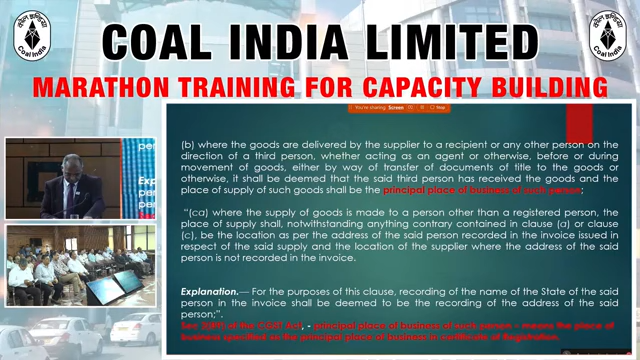 COAL INDIA LIMITED
MARATHON TRAINING FOR CAPACITY BUILDING
Coal India
Coal India
You're sharing Screen
Stop
(b) where the goods are delivered by the supplier to a recipient or any other person on the
direction of a third person, whether acting as an agent or otherwise, before or during
movement of goods, either by way of transfer of documents of title to the goods or
otherwise, it shall be deemed that the said third person has received the goods and the
place of supply of such goods shall be the principal place of business of such person;
“(ca) where the supply of goods is made to a person other than a registered person, the
place of supply shall, notwithstanding anything contrary contained in clause (a) or clause
(c), be the location as per the address of the said person recorded in the invoice issued in
respect of the said supply and the location of the supplier where the address of the said
person is not recorded in the invoice.
Explanation.— For the purposes of this clause, recording of the name of the State of the said
person in the invoice shall be deemed to be the recording of the address of the said
person;”.
of the CGST Act. - principal place of business of such person – means the place of
business specified as the principal place of business in certificate of Registration.